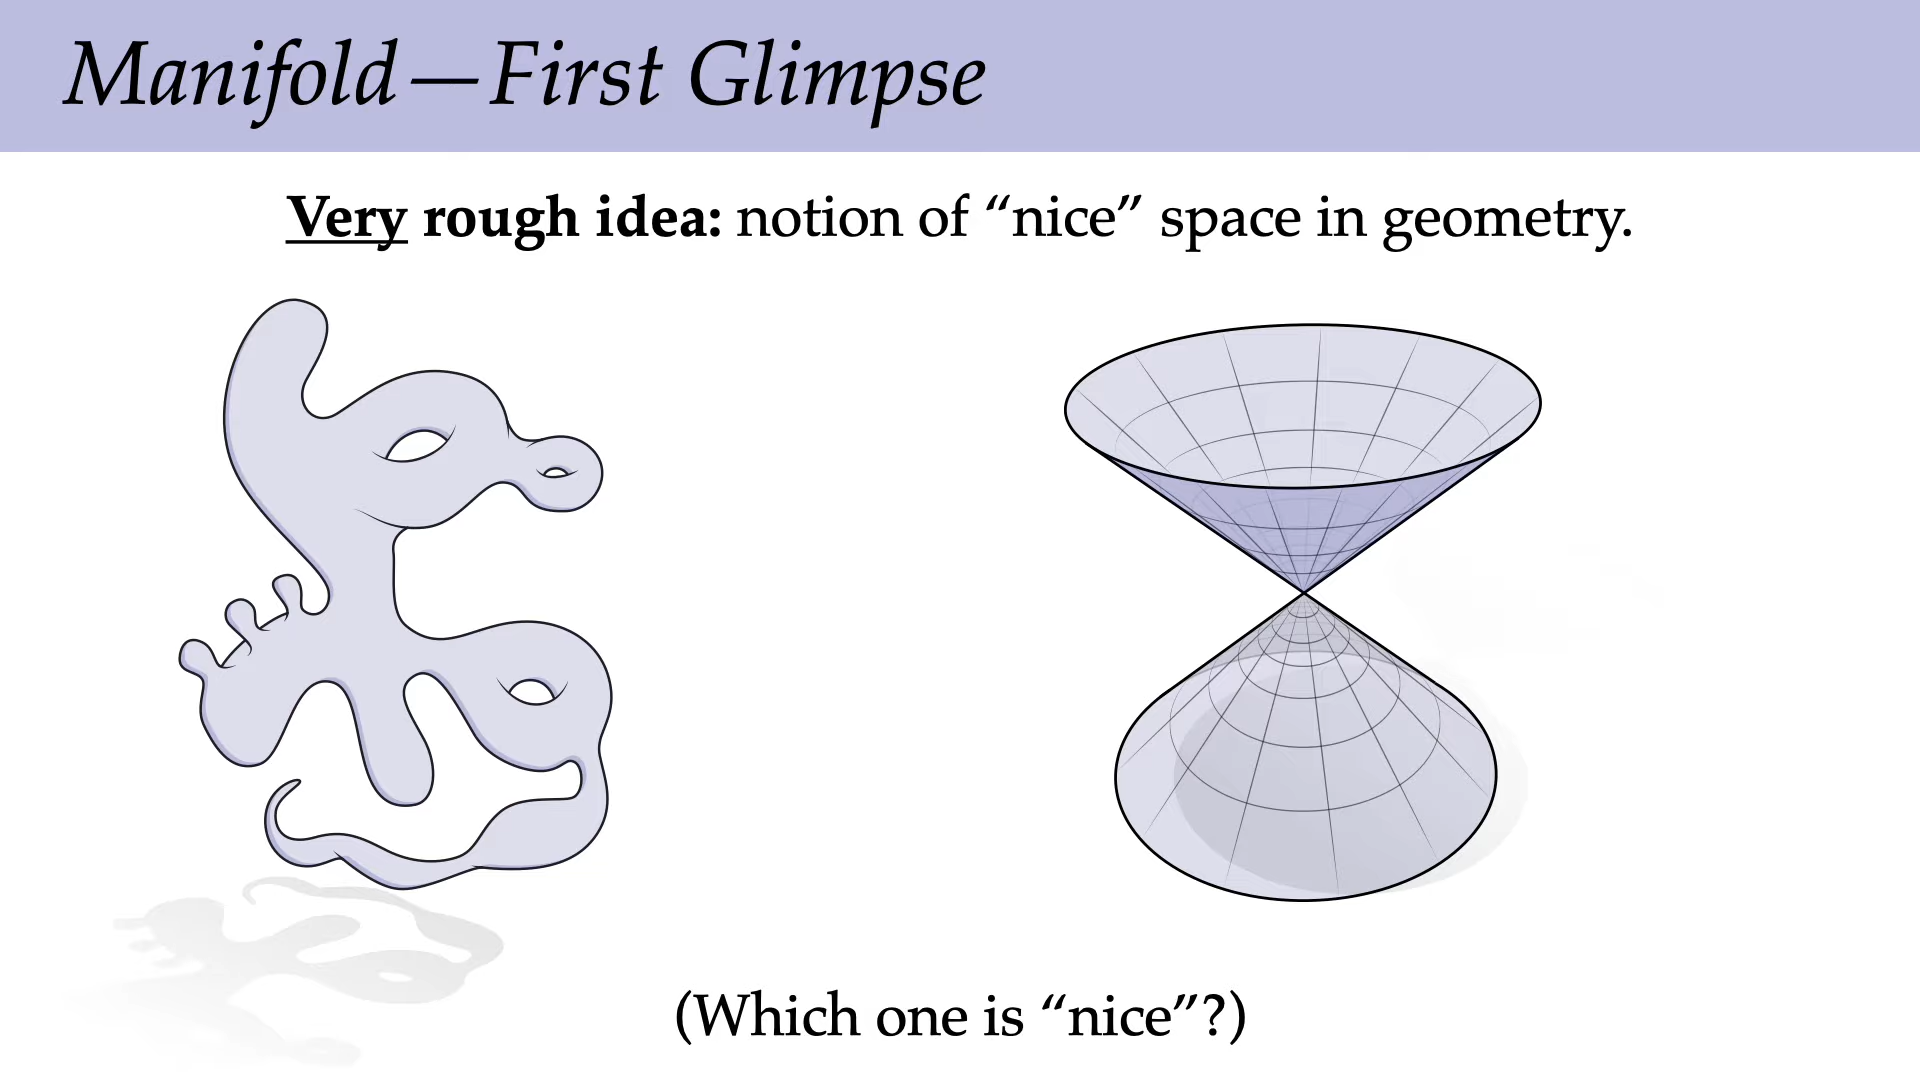 Manifold—First Glimpse
Very rough idea: notion of “nice” space in geometry.
(Which one is “nice”?)